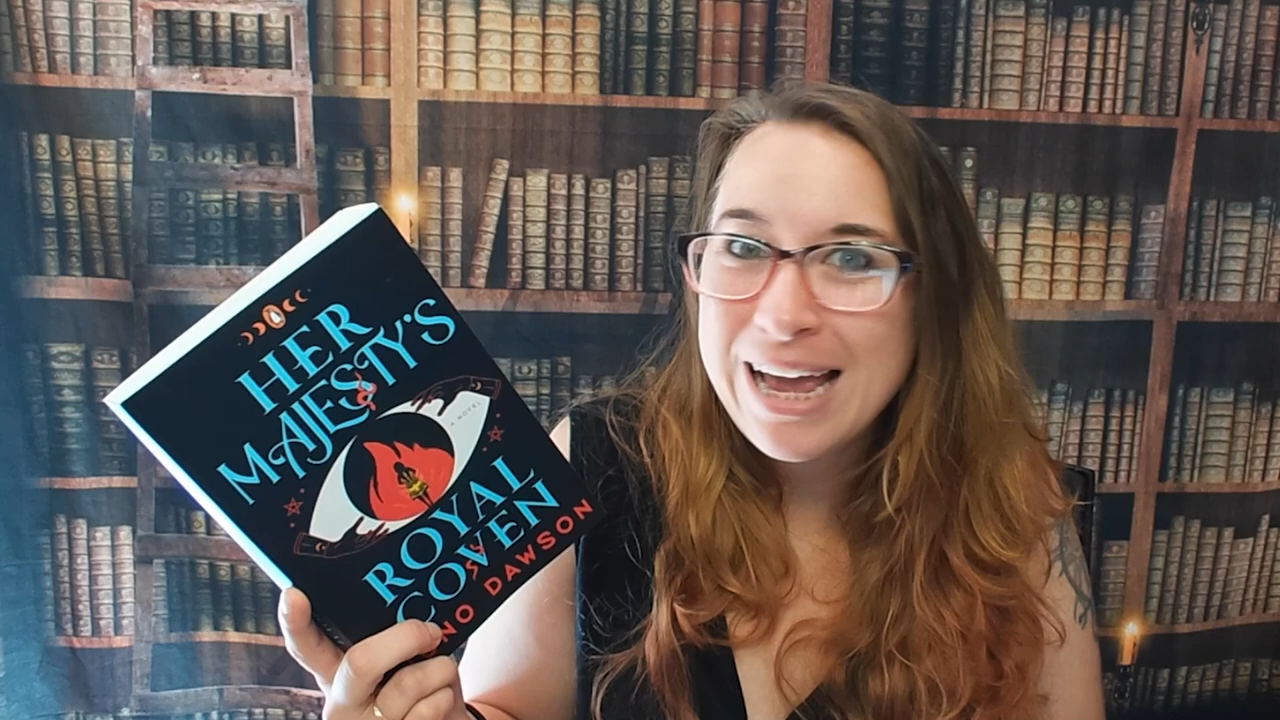 HER
MAJESTY'S
A NOVEL
ROYAL
COVEN
NO DAWSON